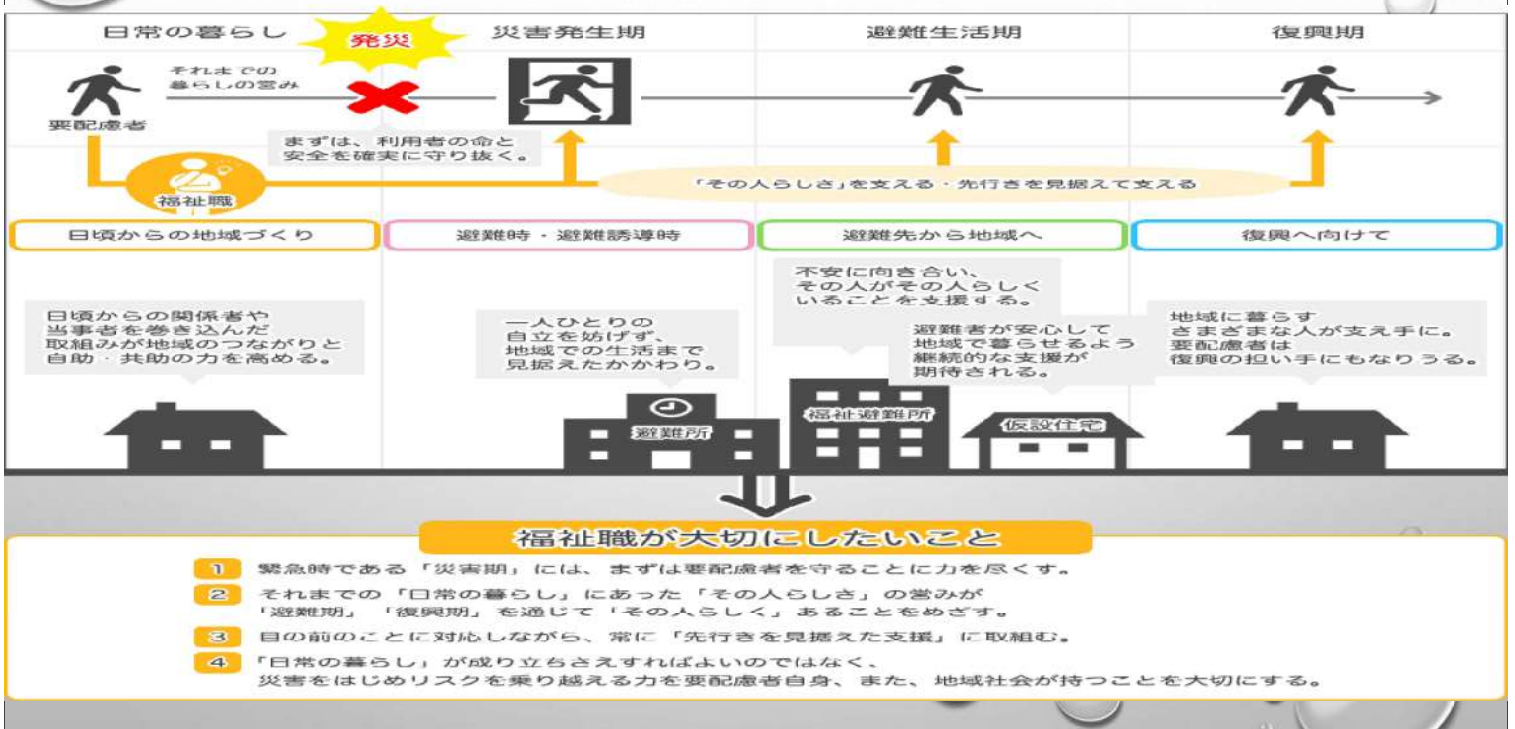 日常の暮らし
発災
災害発生期
避難生活期
復興期
それまでの
暮らしの営み
要配慮者
まずは、利用者の命と
安全を確実に守り抜く。
福祉職
「その人らしさ」を支える・先行きを見据えて支える
日頃からの地域づくり
避難時・避難誘導時
避難先から地域へ
復興へ向けて
日頃からの関係者や
当事者を巻き込んだ
取組みが地域のつながりと
自助・共助の力を高める。
一人ひとりの
自立を妨げず、
地域での生活まで
見据えたかかわり。
不安に向き合い、
その人がその人らしく
いることを支援する。
避難者が安心して
地域で暮らせるよう
継続的な支援が
期待される。
地域に暮らす
さまざまな人が支え手に。
要配慮者は
復興の担い手にもなりうる。
避難所
福祉避難所
仮設住宅
福祉職が大切にしたいこと
1 緊急時である「災害期」には、まずは要配慮者を守ることに力を尽くす。
2 それまでの「日常の暮らし」にあった「その人らしさ」の営みが
「避難期」「復興期」を通じて「その人らしく」あることをめざす。
3 目の前のことに対応しながら、常に「先行きを見据えた支援」に取組む。
4 「日常の暮らし」が成り立ちさえすればよいのではなく、
災害をはじめリスクを乗り越える力を要配慮者自身、また、地域社会が持つことを大切にする。